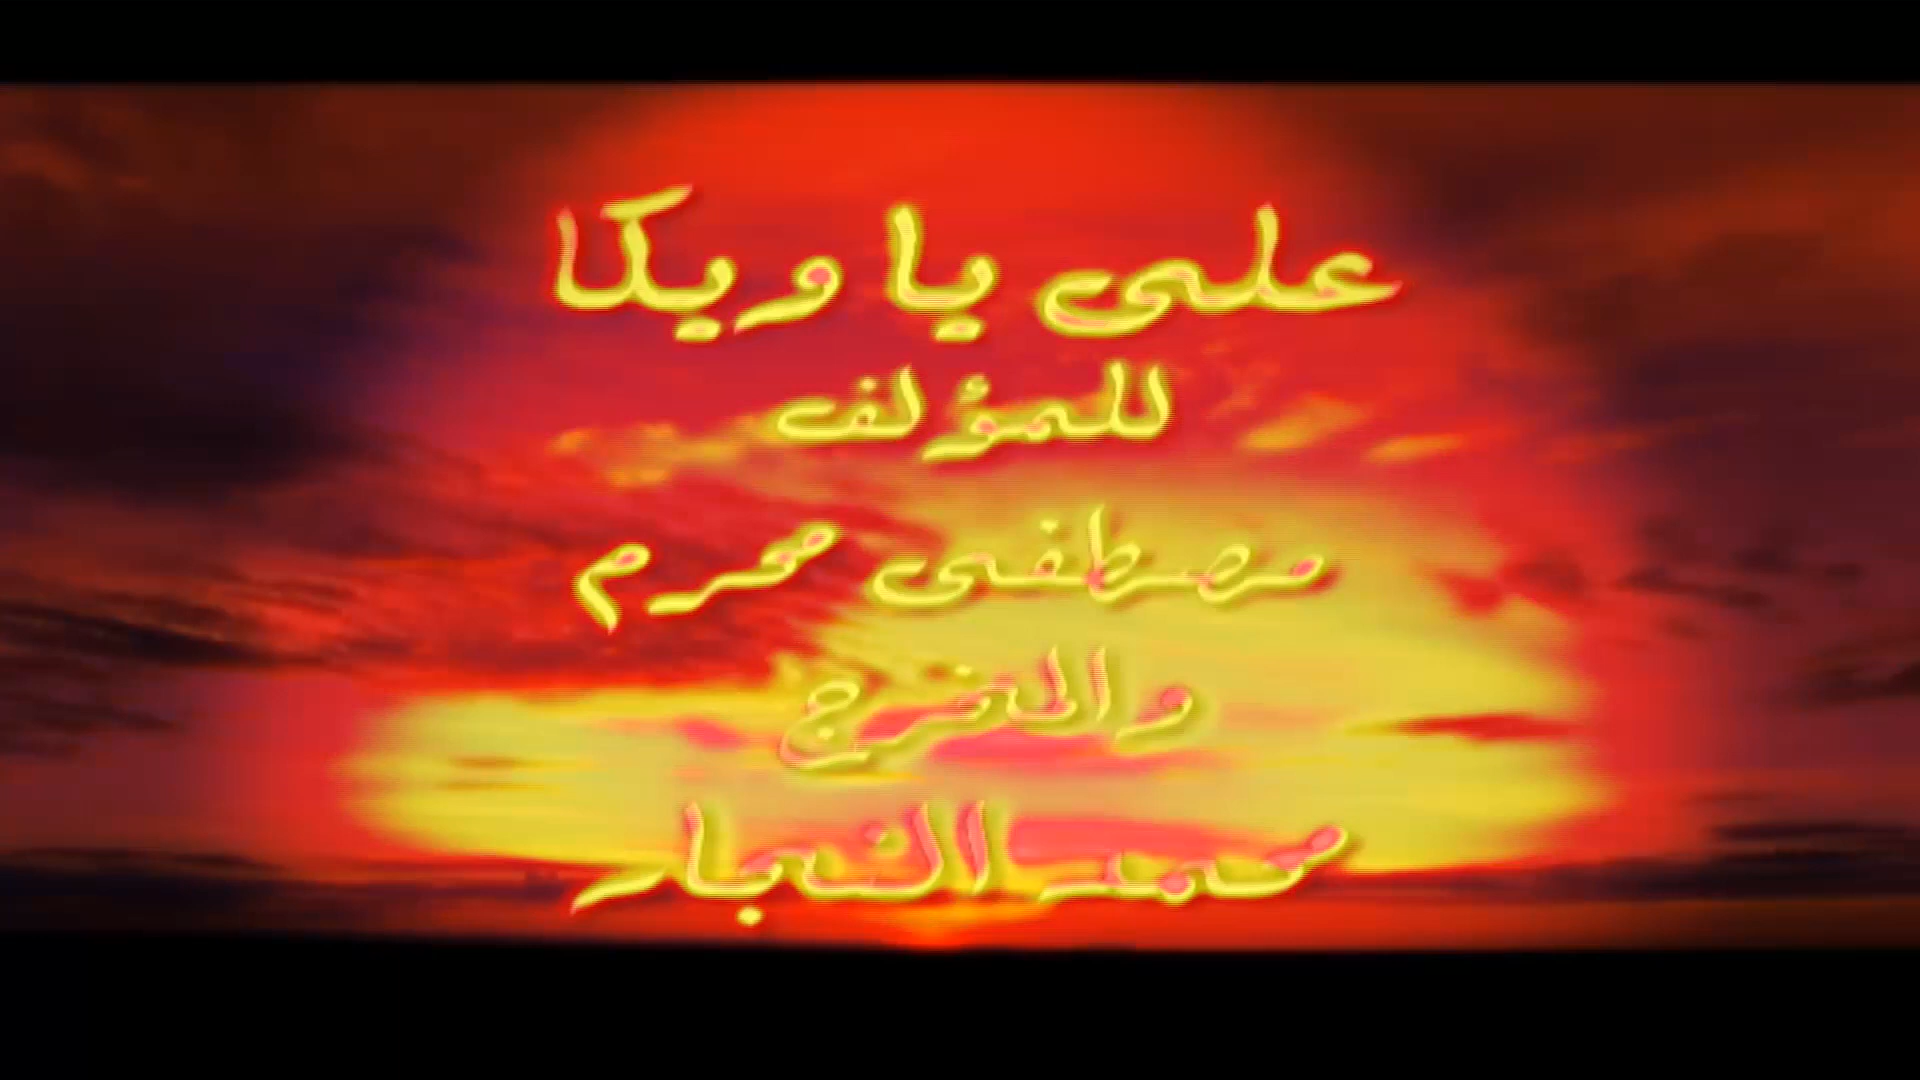 على يا ويكا
للمؤلف
مصطفى محرم
والمخرج
محمد النجار